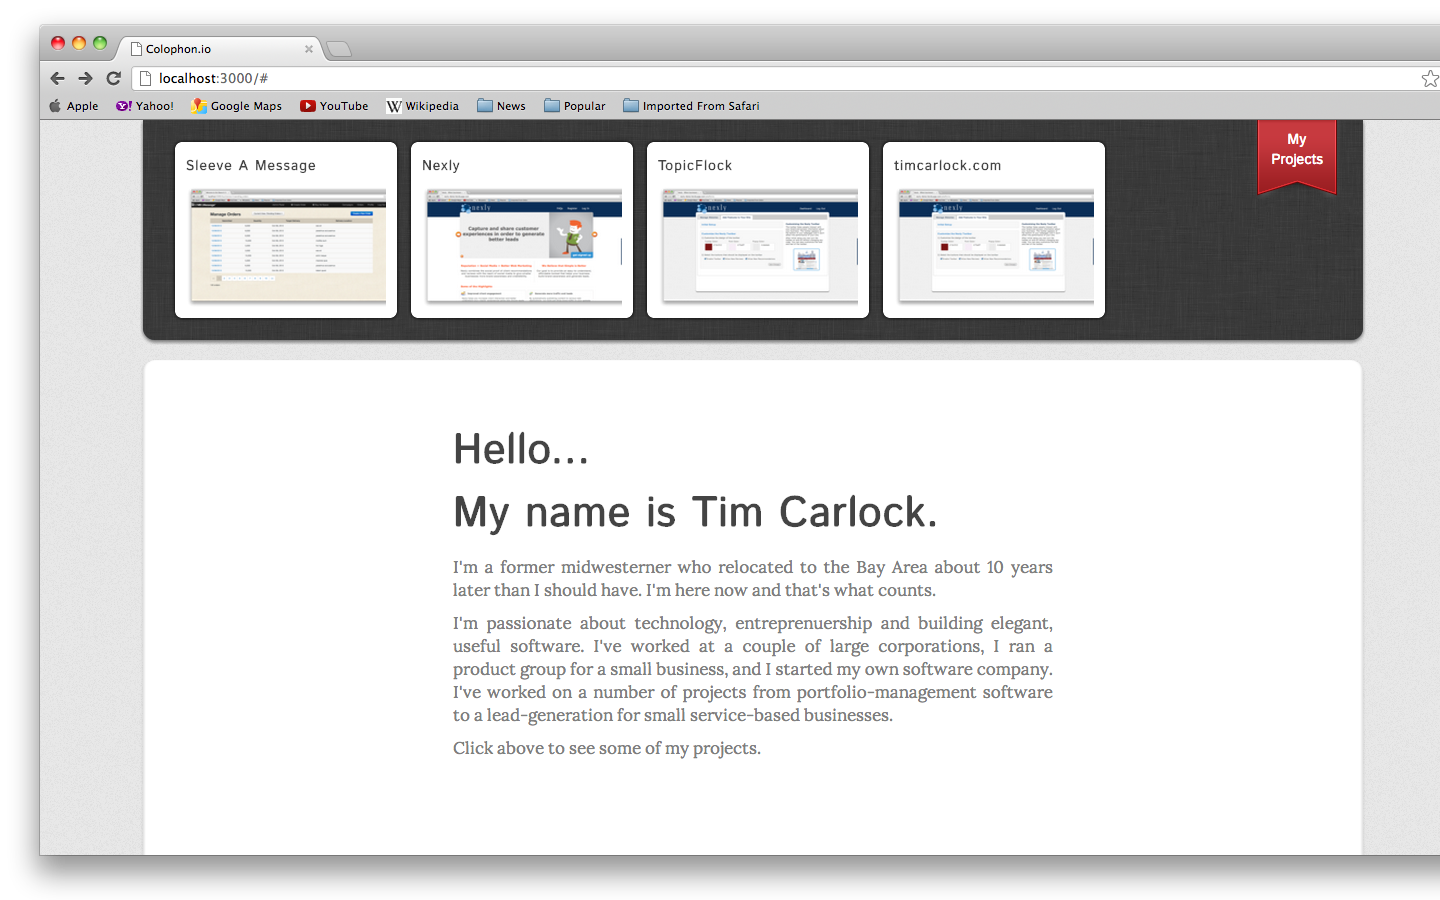 Colophon.io
localhost:3000/#
Apple Yahoo! Google Maps YouTube Wikipedia News Popular Imported From Safari
My
Projects
Sleeve A Message
Nexly
TopicFlock
timcarlock.com
Manage Orders
nexly
Capture and share customer
experiences in order to generate
better leads
nexly
nexly
Hello...
My name is Tim Carlock.
I'm a former midwesterner who relocated to the Bay Area about 10 years
later than I should have. I'm here now and that's what counts.
I'm passionate about technology, entreprenuership and building elegant,
useful software. I've worked at a couple of large corporations, I ran a
product group for a small business, and I started my own software company.
I've worked on a number of projects from portfolio-management software
to a lead-generation for small service-based businesses.
Click above to see some of my projects.